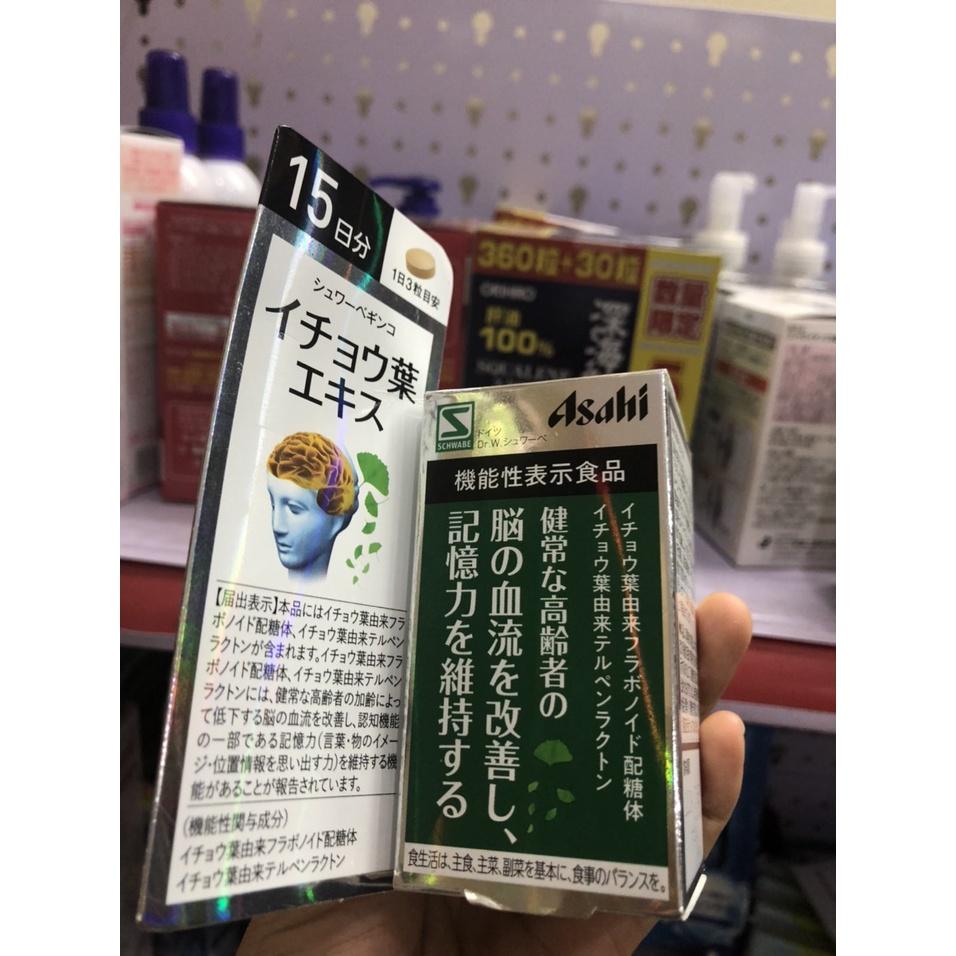 15日分
1日3粒目安
シュワーベギンコ
イチョウ葉
エキス
【届出表示】本品にはイチョウ葉由来フラ
ボノイド配糖体、イチョウ葉由来テルペン
ラクトンが含まれます。イチョウ葉由来フラ
ボノイド配糖体、イチョウ葉由来テルペン
ラクトンには、健常な高齢者の加齢によっ
て低下する脳の血流を改善し、認知機能
の一部である記憶力(言葉・物のイメー
ジ・位置情報を思い出す力)を維持する機
能があることが報告されています。
(機能性関与成分)
イチョウ葉由来フラボノイド配糖体
イチョウ葉由来テルペンラクトン
SCHWABE
ドイツ
Dr.W.シュワーベ
Asahi
機能性表示食品
イチョウ葉由来フラボノイド配糖体
イチョウ葉由来テルペンラクトン
健常な高齢者の
脳の血流を改善し、
記憶力を維持する
食生活は、主食、主菜、副菜を基本に、食事のバランスを。
360粒+30粒
ORIHIRO
肝油
100%
SQUALENE
深海
数量
限定